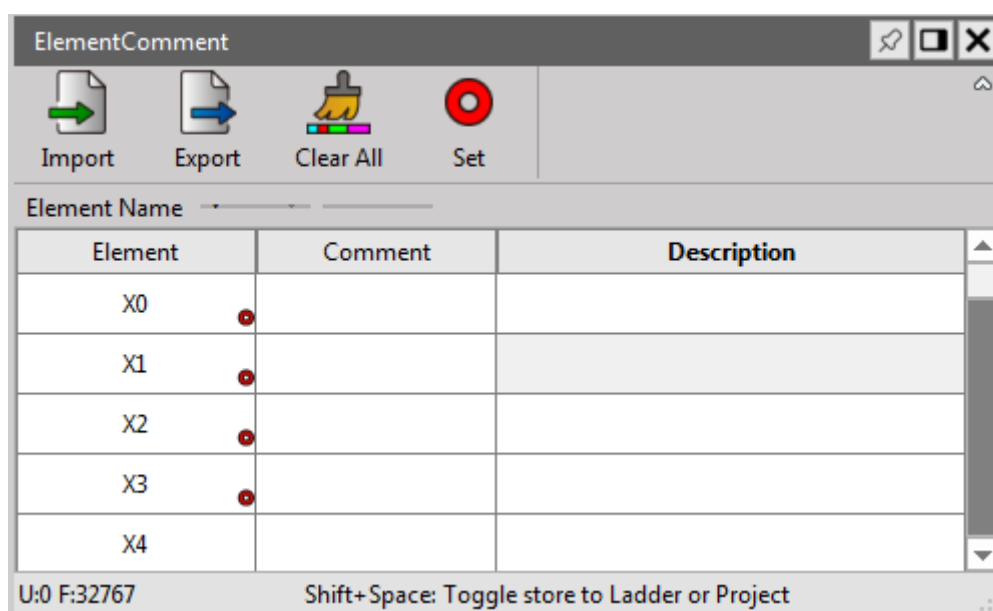 ElementComment
Import Export Clear All Set
Element Name
Element Comment Description
X0
X1
X2
X3
X4
U:0 F:32767 Shift+Space: Toggle store to Ladder or Project